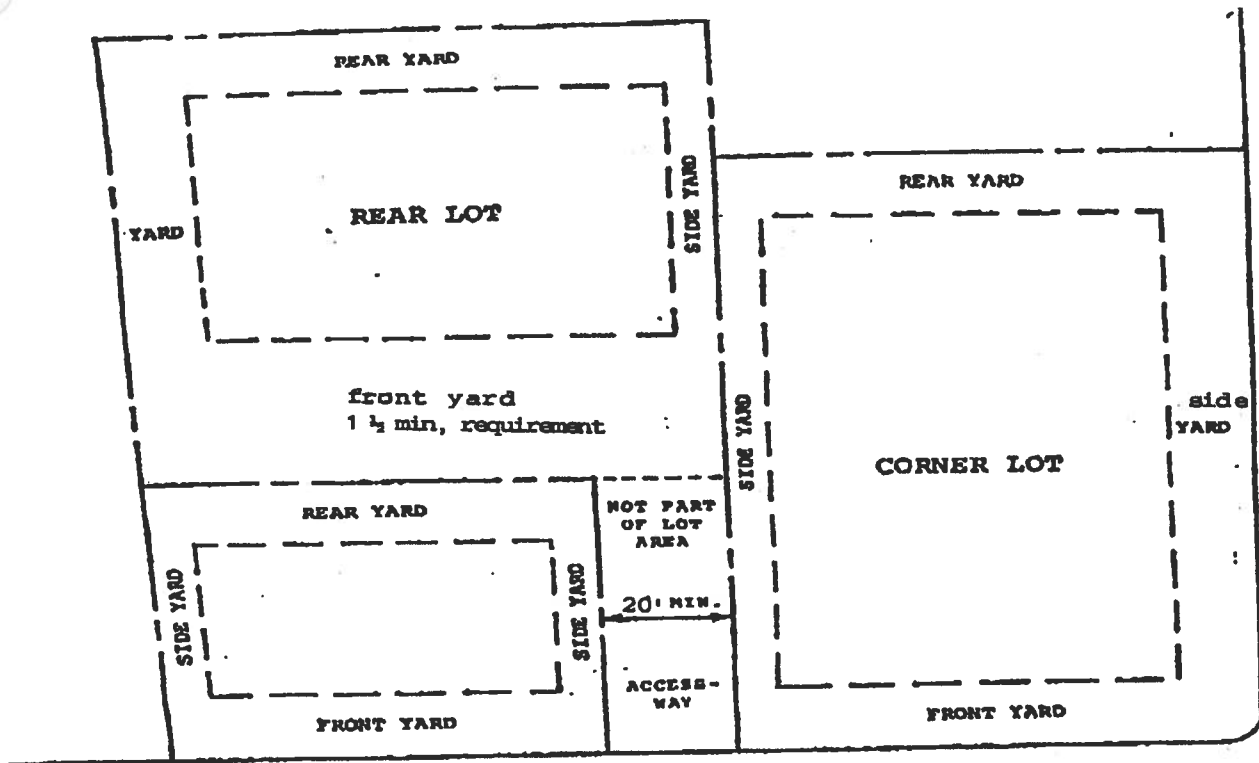 REAR YARD
REAR LOT
YARD
SIDE YARD
front yard
1 ½ min, requirement
REAR YARD
SIDE YARD
SIDE YARD
FRONT YARD
NOT PART
OF LOT
AREA
20' MIN.
ACCESS-
WAY
REAR YARD
SIDE YARD
CORNER LOT
side
YARD
FRONT YARD